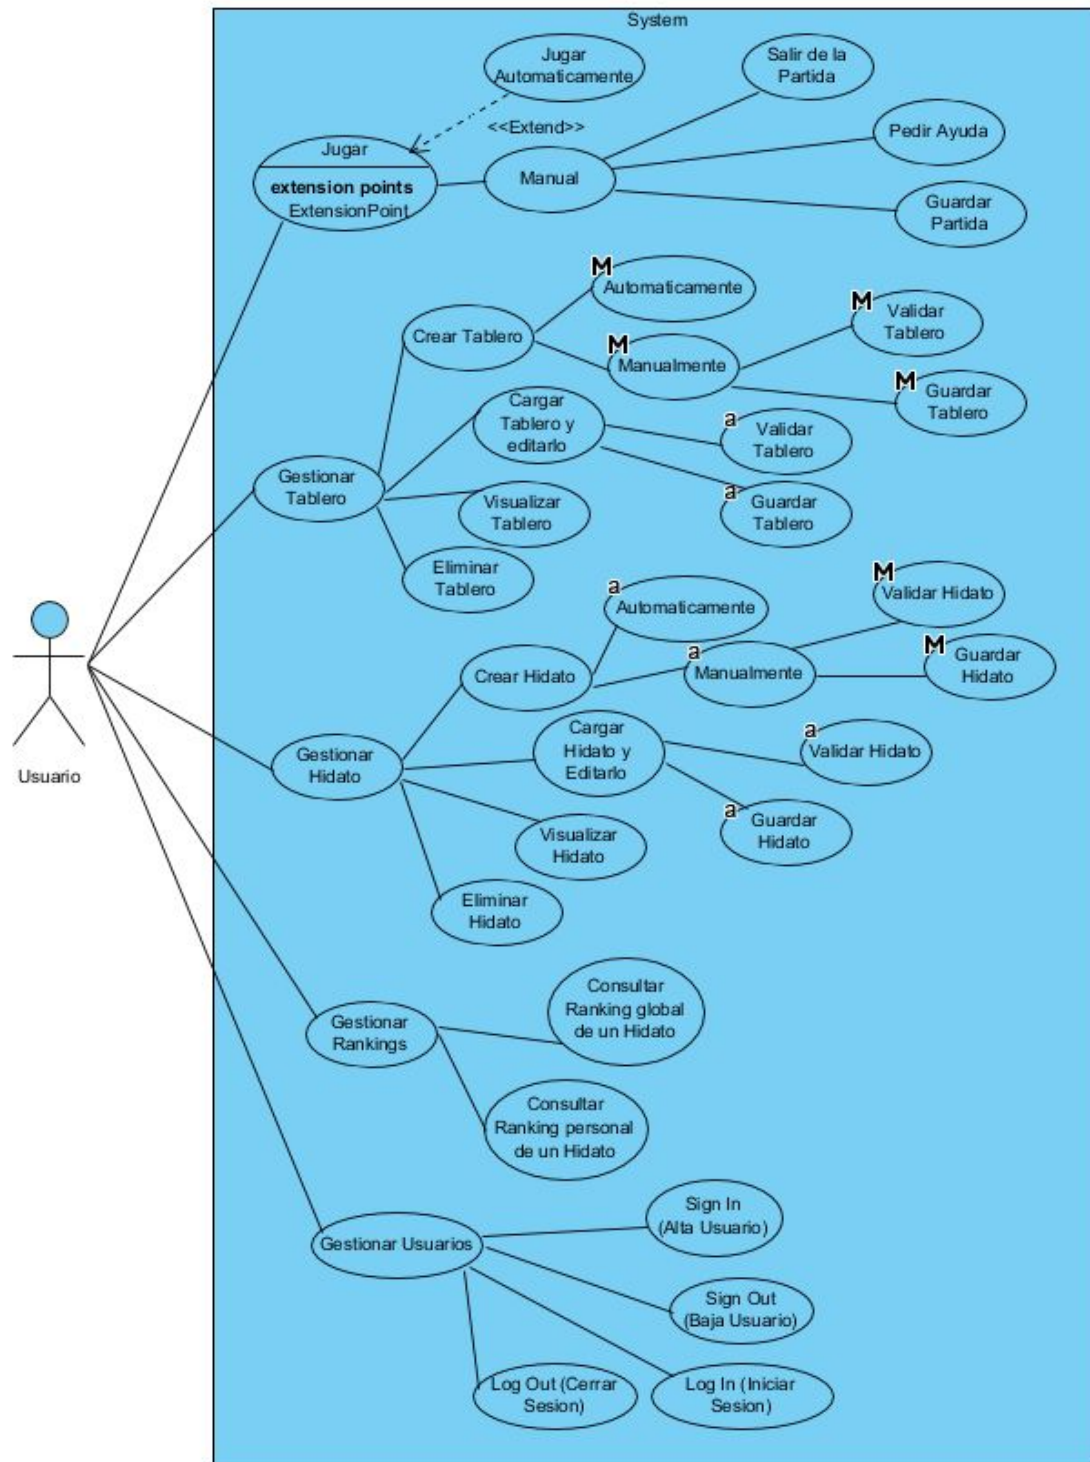 System
Jugar
Automaticamente
Salir de la
Partida
<<Extend>>
Pedir Ayuda
Jugar
extension points
ExtensionPoint
Manual
Guardar
Partida
M
Automaticamente
M
Validar
Tablero
Crear Tablero
M
Manualmente
M
Guardar
Tablero
Cargar
Tablero y
editarlo
a
Validar
Tablero
Gestionar
Tablero
a
Guardar
Tablero
Visualizar
Tablero
Eliminar
Tablero
a
Automaticamente
M
Validar Hidato
Crear Hidato
a
Manualmente
M
Guardar
Hidato
Usuario
Gestionar
Hidato
Cargar
Hidato y
Editarlo
a
Validar Hidato
a
Guardar
Hidato
Visualizar
Hidato
Eliminar
Hidato
Consultar
Ranking global
de un Hidato
Gestionar
Rankings
Consultar
Ranking personal
de un Hidato
Sign In
(Alta Usuario)
Gestionar Usuarios
Sign Out
(Baja Usuario)
Log Out (Cerrar
Sesion)
Log In (Iniciar
Sesion)